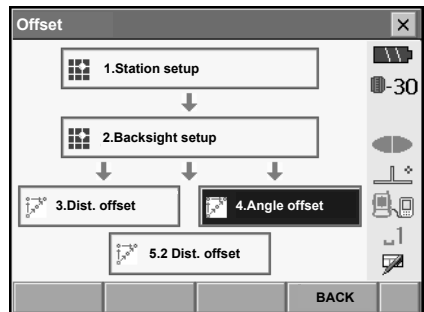 Offset
1.Station setup
-30
2.Backsight setup
3.Dist. offset
4.Angle offset
1
5.2 Dist. offset
BACK